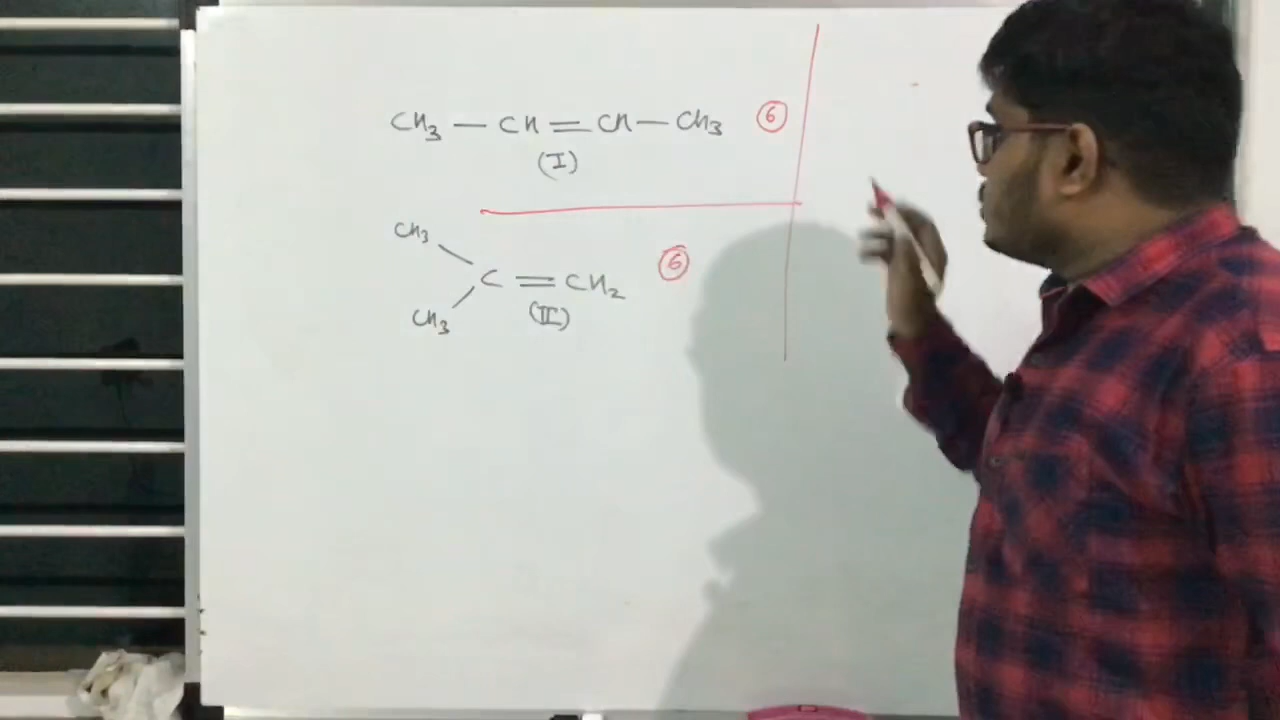 CH₃ — CH = CH — CH₃ ⑥
(I)
CH₃
C = CH₂ ⑥
CH₃
(II)